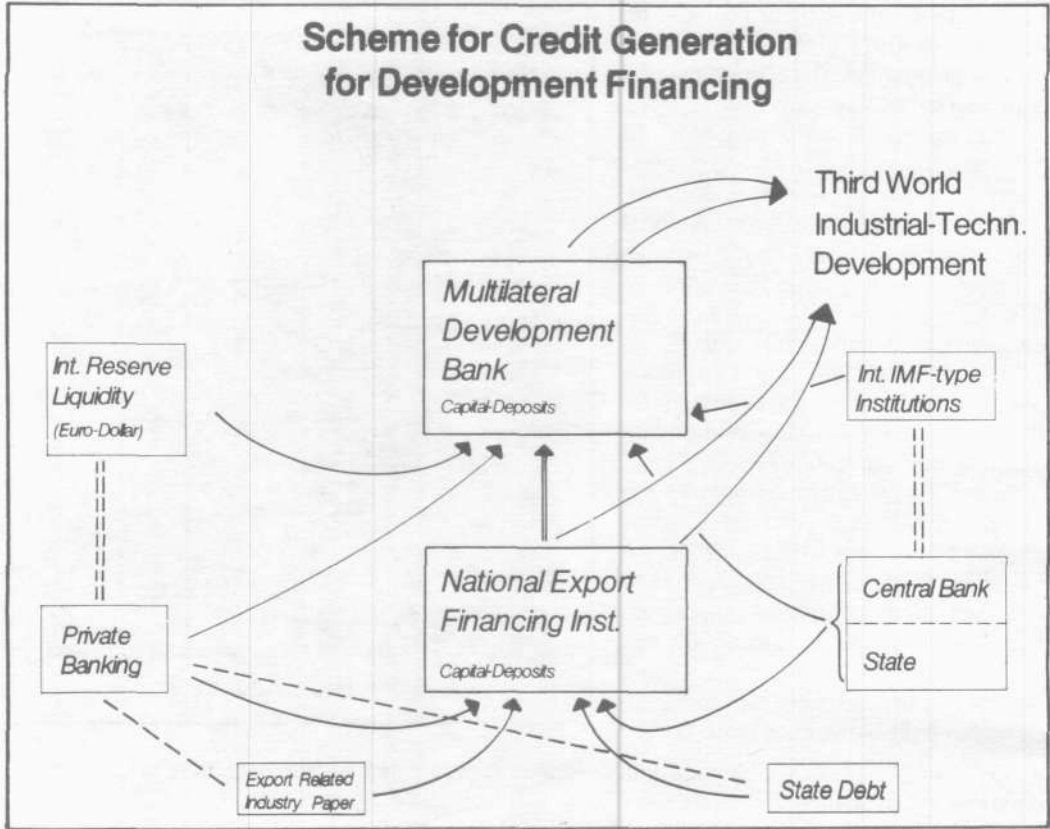 Scheme for Credit Generation
for Development Financing
Third World
Industrial-Techn.
Development
Multilateral
Development
Bank
Capital-Deposits
Int. Reserve
Liquidity
(Euro-Dollar)
Int. IMF-type
Institutions
National Export
Financing Inst.
Capital-Deposits
Central Bank
State
Private
Banking
Export Related
Industry Paper
State Debt